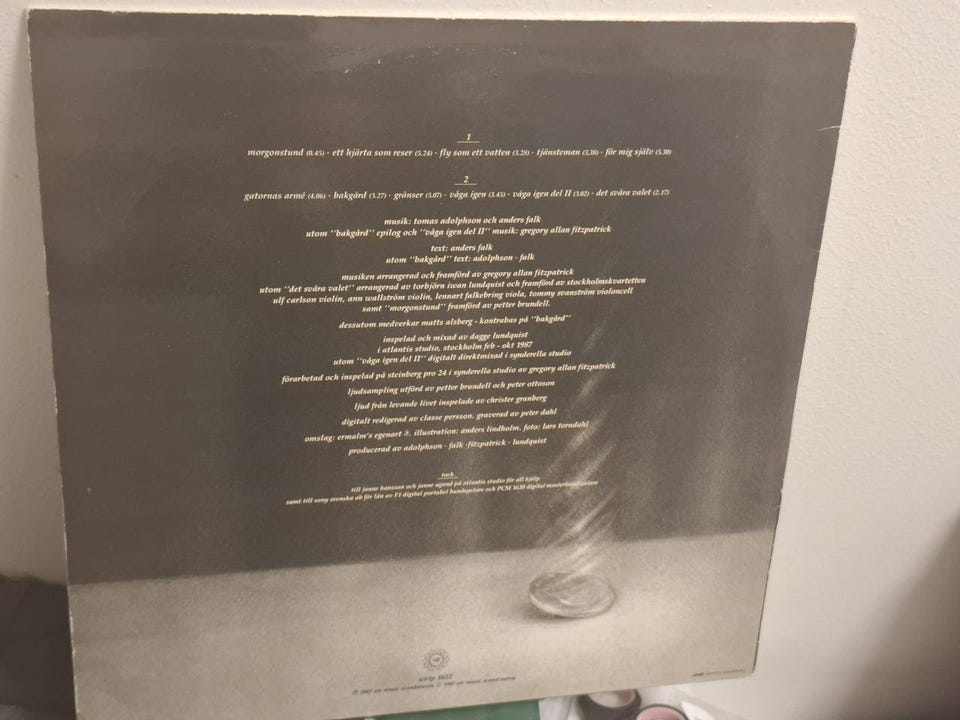 1
morgonstund (0.45) · ett hjärta som reser (5.24) · fly som ett vatten (3.28) · tjänsteman (3.38) · för mig själv (5.30)
2
gatornas armé (4.06) · bakgård (3.27) · gränser (5.07) · våga igen (3.45) · våga igen del II (3.02) · det svåra valet (2.17)
musik: tomas adolphson och anders falk
utom "bakgård" epilog och "våga igen del II" musik: gregory allan fitzpatrick
text: anders falk
utom "bakgård" text: adolphson · falk
musiken arrangerad och framförd av gregory allan fitzpatrick
utom "det svåra valet" arrangerad av torbjörn iwan lundquist och framförd av stockholmskvartetten
ulf carlson violin, ann wallström violin, lennart falkebring viola, tommy svanström violoncell
samt "morgonstund" framförd av petter brundell.
dessutom medverkar matts alsberg - kontrabas på "bakgård"
inspelad och mixad av dagge lundquist
i atlantis studio, stockholm feb - okt 1987
utom "våga igen del II" digitalt direktmixad i synderella studio
förarbetad och inspelad på steinberg pro 24 i synderella studio av gregory allan fitzpatrick
ljudsampling utförd av petter brundell och peter ottoson
ljud från levande livet inspelade av christer granberg
digitalt redigerad av classe persson. graverad av peter dahl
omslag: ermalm's egenart. illustration: anders lindholm. foto: lars torndahl
producerad av adolphson · falk · fitzpatrick · lundquist
tack
till janne hansson och janne ugand på atlantis studio för all hjälp
samt till sony svenska ab för lån av F1 digital portabel bandspelare och PCM 1630 digital masterbandspelare
airlp 1022
℗ 1987 air music scandinavia © 1987 air music scandinavia